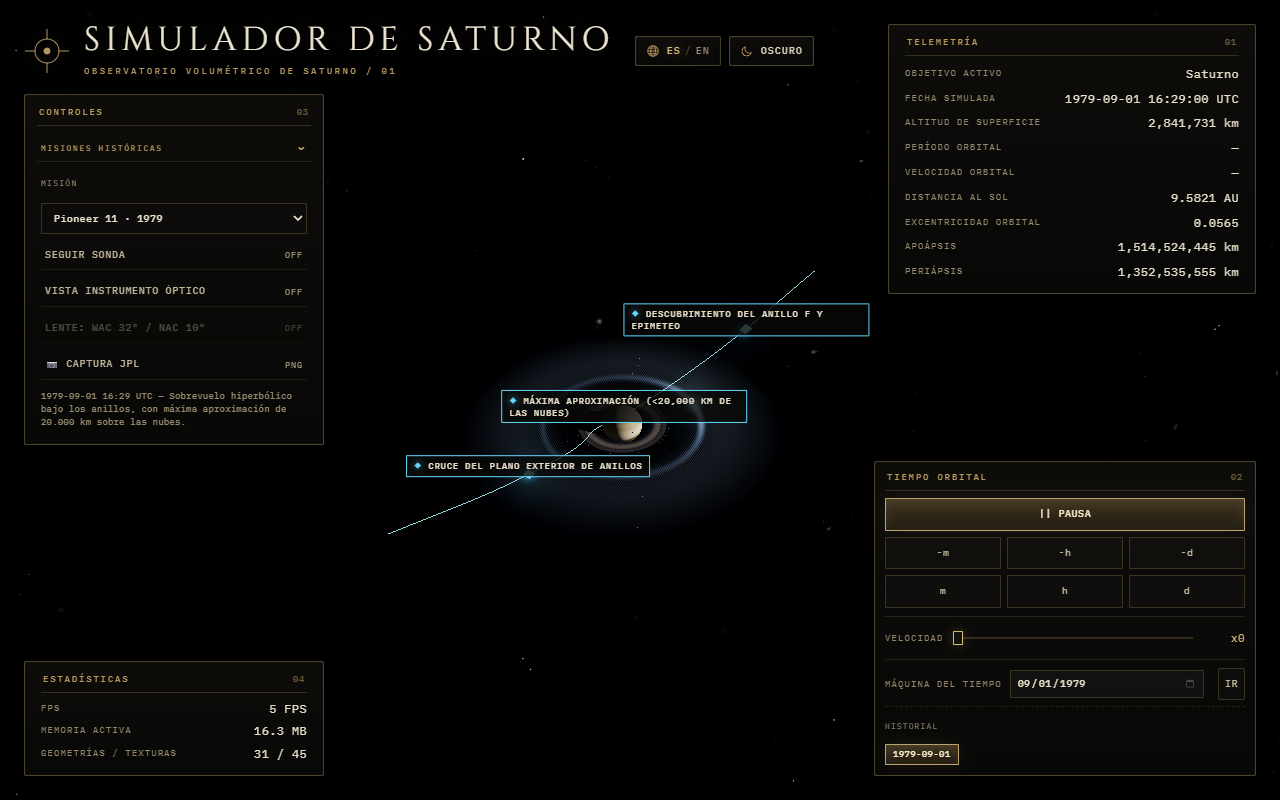 SIMULADOR DE SATURNO
OBSERVATORIO VOLUMÉTRICO DE SATURNO / 01
ES / EN
OSCURO
CONTROLES 03
MISIONES HISTÓRICAS
MISIÓN
Pioneer 11 · 1979
SEGUIR SONDA OFF
VISTA INSTRUMENTO ÓPTICO OFF
LENTE: WAC 32° / NAC 10° OFF
CAPTURA JPL PNG
1979-09-01 16:29 UTC — Sobrevuelo hiperbólico
bajo los anillos, con máxima aproximación de
20.000 km sobre las nubes.
TELEMETRÍA 01
OBJETIVO ACTIVO Saturno
FECHA SIMULADA 1979-09-01 16:29:00 UTC
ALTITUD DE SUPERFICIE 2,841,731 km
PERÍODO ORBITAL —
VELOCIDAD ORBITAL —
DISTANCIA AL SOL 9.5821 AU
EXCENTRICIDAD ORBITAL 0.0565
APOÁPSIS 1,514,524,445 km
PERIÁPSIS 1,352,535,555 km
◆ DESCUBRIMIENTO DEL ANILLO F Y
EPIMETEO
◆ MÁXIMA APROXIMACIÓN (<20,000 KM DE
LAS NUBES)
◆ CRUCE DEL PLANO EXTERIOR DE ANILLOS
TIEMPO ORBITAL 02
|| PAUSA
-m -h -d
m h d
VELOCIDAD x0
MÁQUINA DEL TIEMPO 09/01/1979 IR
HISTORIAL
1979-09-01
ESTADÍSTICAS 04
FPS 5 FPS
MEMORIA ACTIVA 16.3 MB
GEOMETRÍAS / TEXTURAS 31 / 45